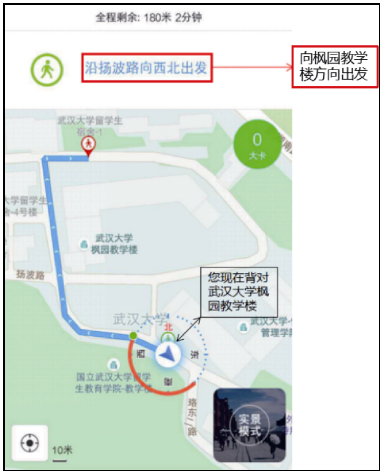 全程剩余: 180米 2分钟
沿扬波路向西北出发
向枫园教学
楼方向出发
武汉大学留学生
宿舍-1
0
大卡
大学留学生
舍-4号楼
武汉大学
枫园教学楼
扬波路
您现在背对
武汉大学枫
园教学楼
武汉大学
北
西
东
南
武汉大学
管理学院
国立武汉大学留学
生教育学院-教学楼
珞东二路
实景
模式
10米